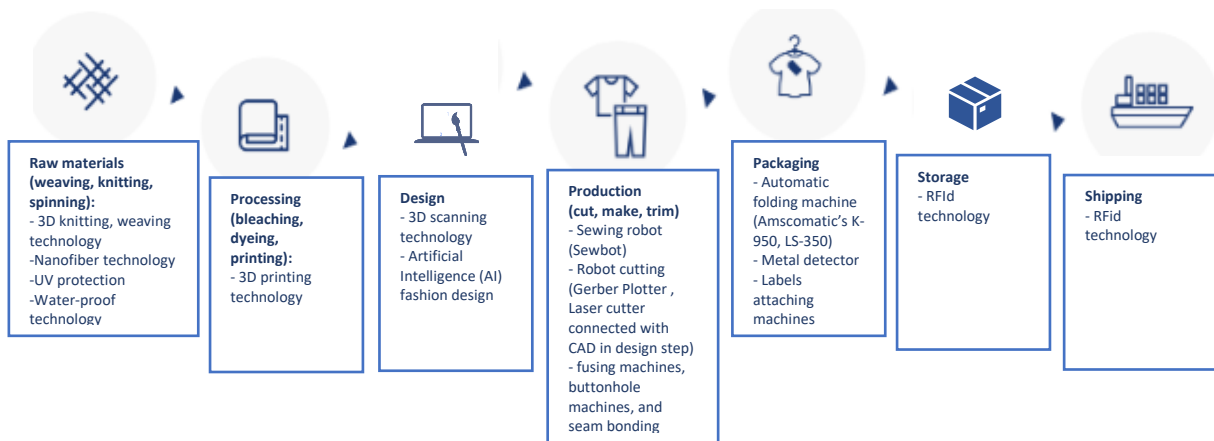 Raw materials
(weaving, knitting,
spinning):
- 3D knitting, weaving
technology
-Nanofiber technology
-UV protection
-Water-proof
technology
Processing
(bleaching,
dyeing,
printing):
- 3D printing
technology
Design
- 3D scanning
technology
- Artificial
Intelligence (AI)
fashion design
Production
(cut, make, trim)
- Sewing robot
(Sewbot)
- Robot cutting
(Gerber Plotter ,
Laser cutter
connected with
CAD in design step)
- fusing machines,
buttonhole
machines, and
seam bonding
Packaging
- Automatic
folding machine
(Amscomatic’s K-
950, LS-350)
- Metal detector
- Labels
attaching
machines
Storage
- RFId
technology
Shipping
- RFid
technology